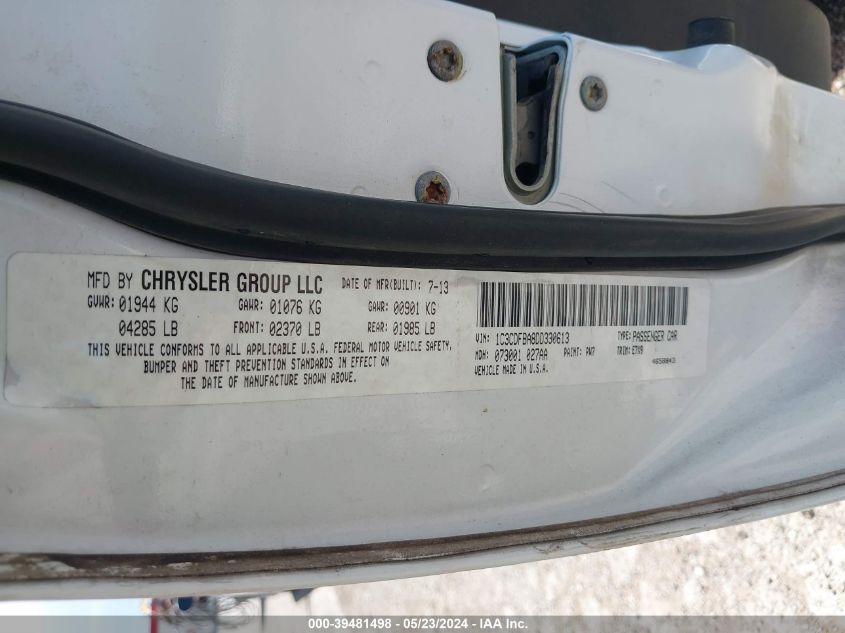 MFD BY CHRYSLER GROUP LLC DATE OF MFR(BUILT): 7-13
GVWR: 01944 KG GAWR: 01076 KG GAWR: 00901 KG
04285 LB FRONT: 02370 LB REAR: 01985 LB
THIS VEHICLE CONFORMS TO ALL APPLICABLE U.S.A. FEDERAL MOTOR VEHICLE SAFETY,
BUMPER AND THEFT PREVENTION STANDARDS IN EFFECT ON
THE DATE OF MANUFACTURE SHOWN ABOVE.
VIN: 1C3CDFBA8DD330613 TYPE: PASSENGER CAR
MDH: 073001 027AA PAINT: PW7 TRIM: E7X9
VEHICLE MADE IN U.S.A.
000-39481498 - 05/23/2024 - IAA Inc.